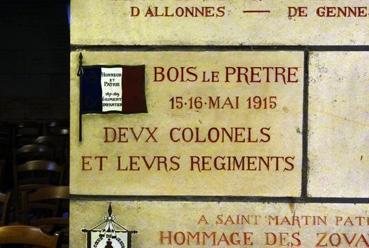 D'ALLONNES — DE GENNE
HONNEUR
ET
PATRIE
BOIS LE PRETRE
15·16·MAI 1915
DEVX COLONELS
ET LEVRS REGIMENTS
A SAINT MARTIN PATR
HOMMAGE DES ZOVA